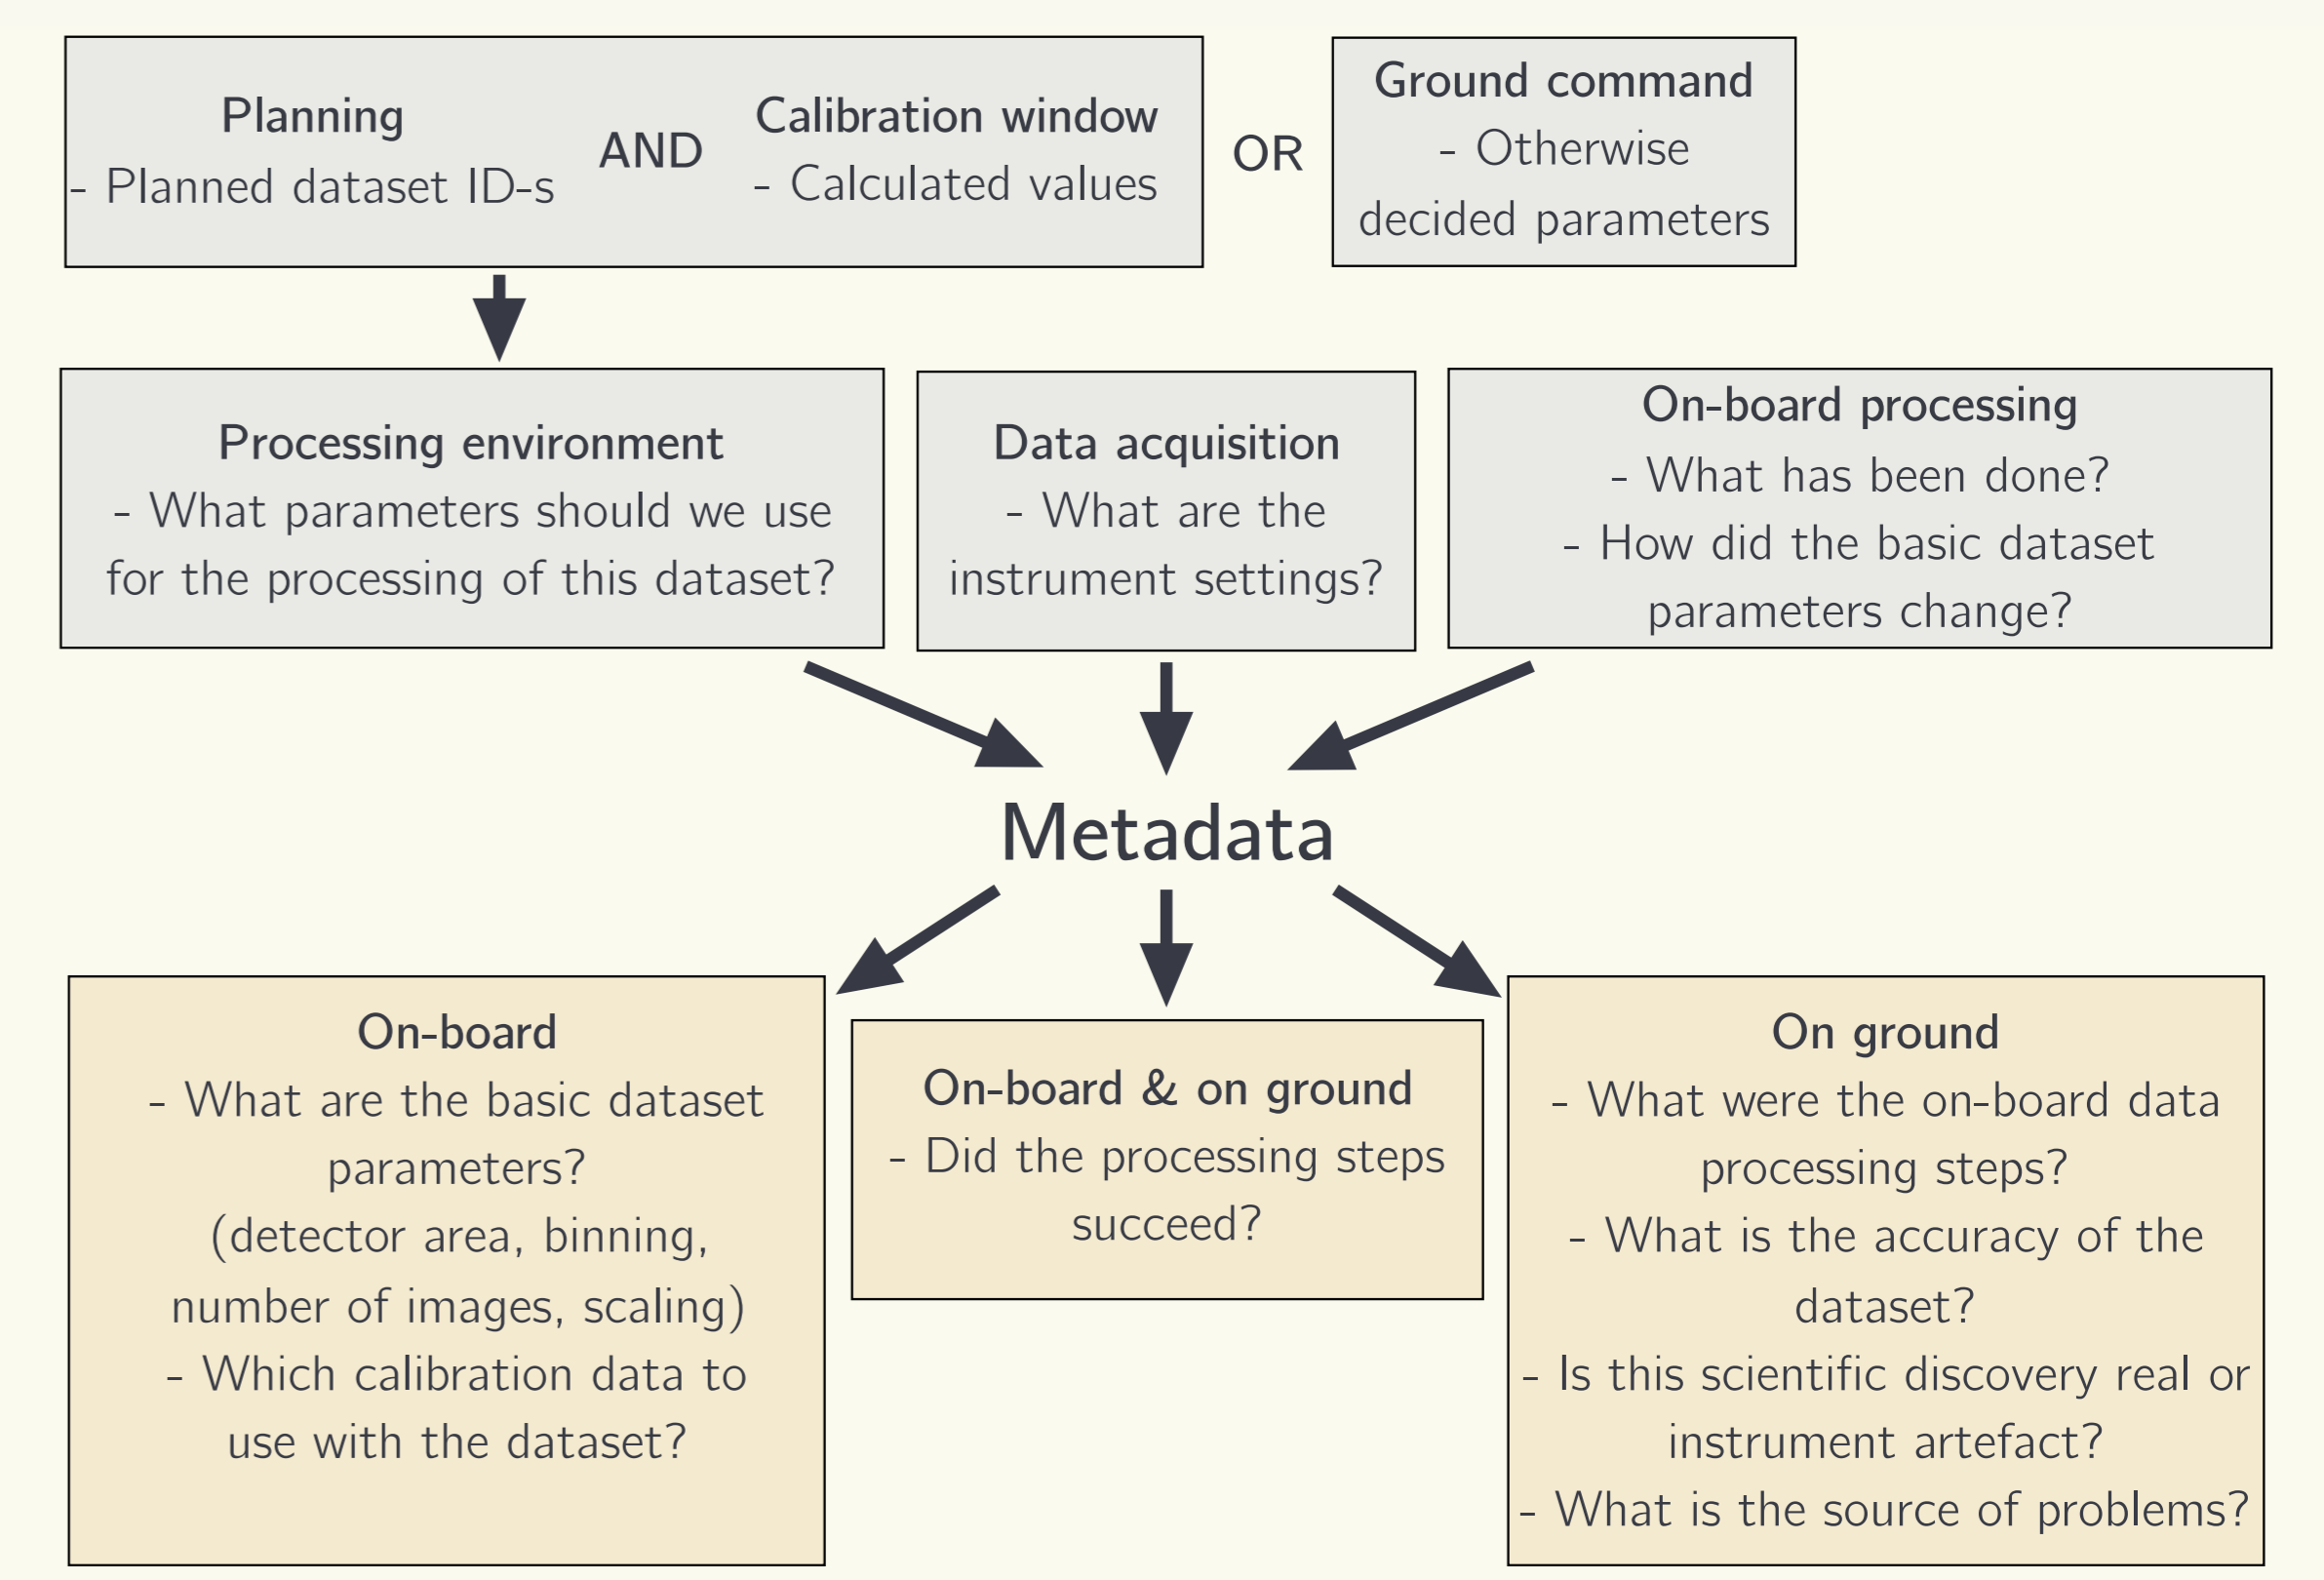 Planning
- Planned dataset ID-s
AND
Calibration window
- Calculated values
OR
Ground command
- Otherwise
decided parameters
Processing environment
- What parameters should we use
for the processing of this dataset?
Data acquisition
- What are the
instrument settings?
On-board processing
- What has been done?
- How did the basic dataset
parameters change?
Metadata
On-board
- What are the basic dataset
parameters?
(detector area, binning,
number of images, scaling)
- Which calibration data to
use with the dataset?
On-board & on ground
- Did the processing steps
succeed?
On ground
- What were the on-board data
processing steps?
- What is the accuracy of the
dataset?
- Is this scientific discovery real or
instrument artefact?
- What is the source of problems?